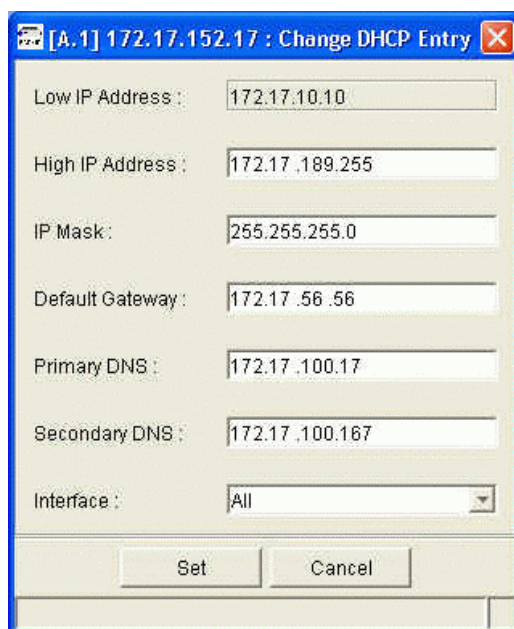 [A.1] 172.17.152.17 : Change DHCP Entry
Low IP Address : 172.17.10.10
High IP Address : 172.17 .189.255
IP Mask : 255.255.255.0
Default Gateway : 172.17 .56 .56
Primary DNS : 172.17 .100.17
Secondary DNS : 172.17 .100.167
Interface : All
Set Cancel